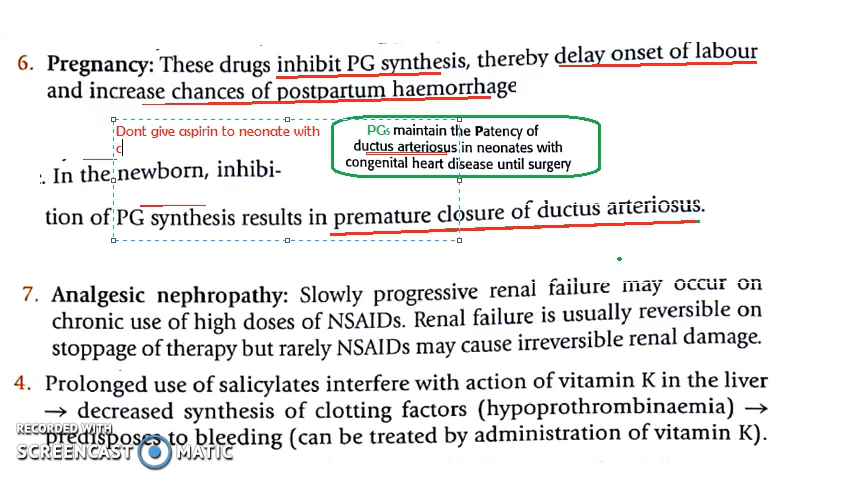 6. Pregnancy: These drugs inhibit PG synthesis, thereby delay onset of labour
and increase chances of postpartum haemorrhage
Dont give aspirin to neonate with
c
PGs maintain the Patency of
ductus arteriosus in neonates with
congenital heart disease until surgery
. In the newborn, inhibi-
tion of PG synthesis results in premature closure of ductus arteriosus.
7. Analgesic nephropathy: Slowly progressive renal failure may occur on
chronic use of high doses of NSAIDs. Renal failure is usually reversible on
stoppage of therapy but rarely NSAIDs may cause irreversible renal damage.
4. Prolonged use of salicylates interfere with action of vitamin K in the liver
→ decreased synthesis of clotting factors (hypoprothrombinaemia) →
predisposes to bleeding (can be treated by administration of vitamin K).
RECORDED WITH
SCREENCAST MATIC